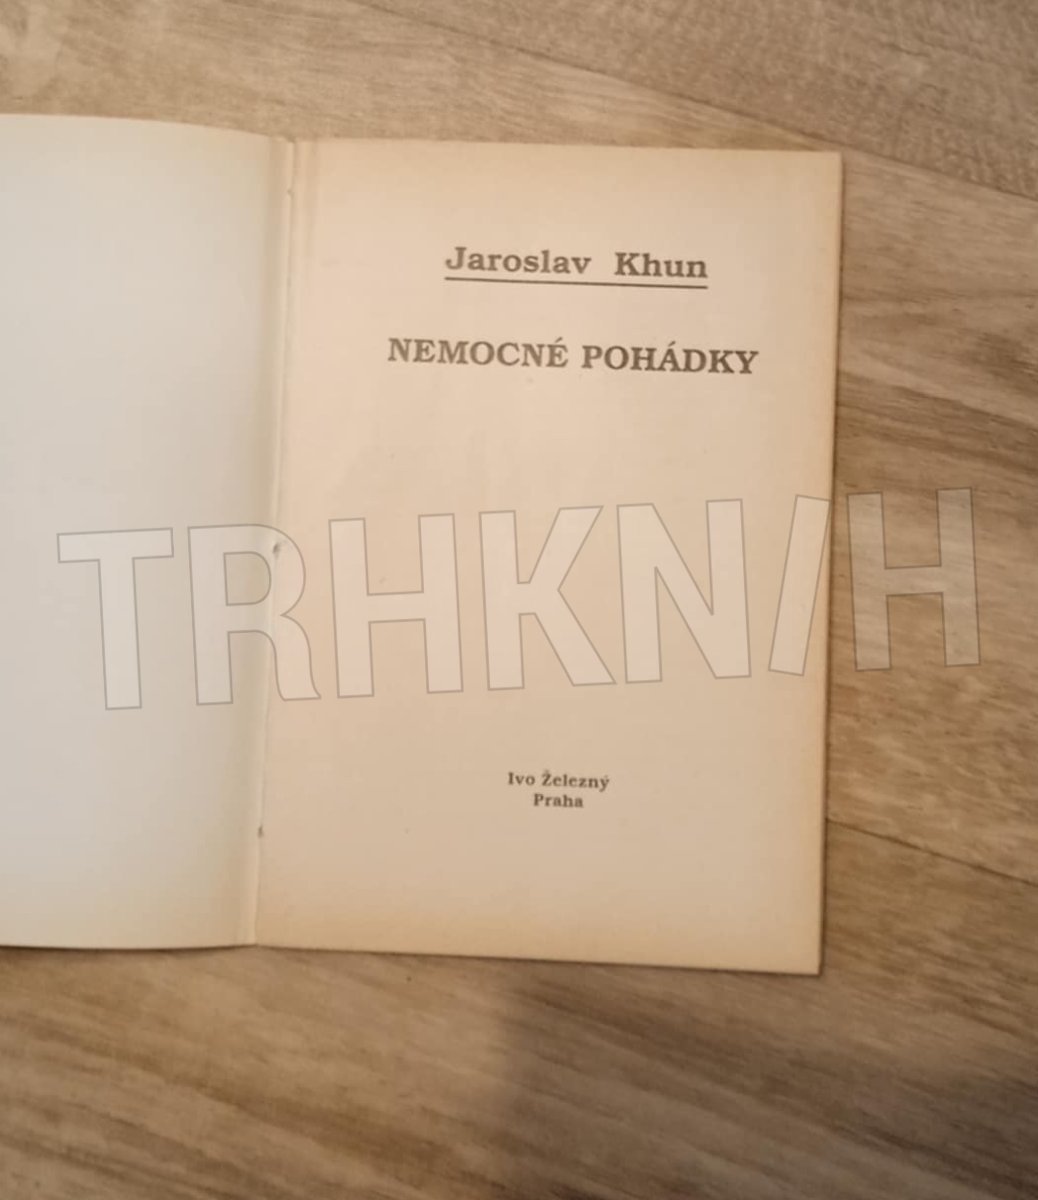 Jaroslav Khun
NEMOCNÉ POHÁDKY
TRHKNIH
Ivo Železný
Praha